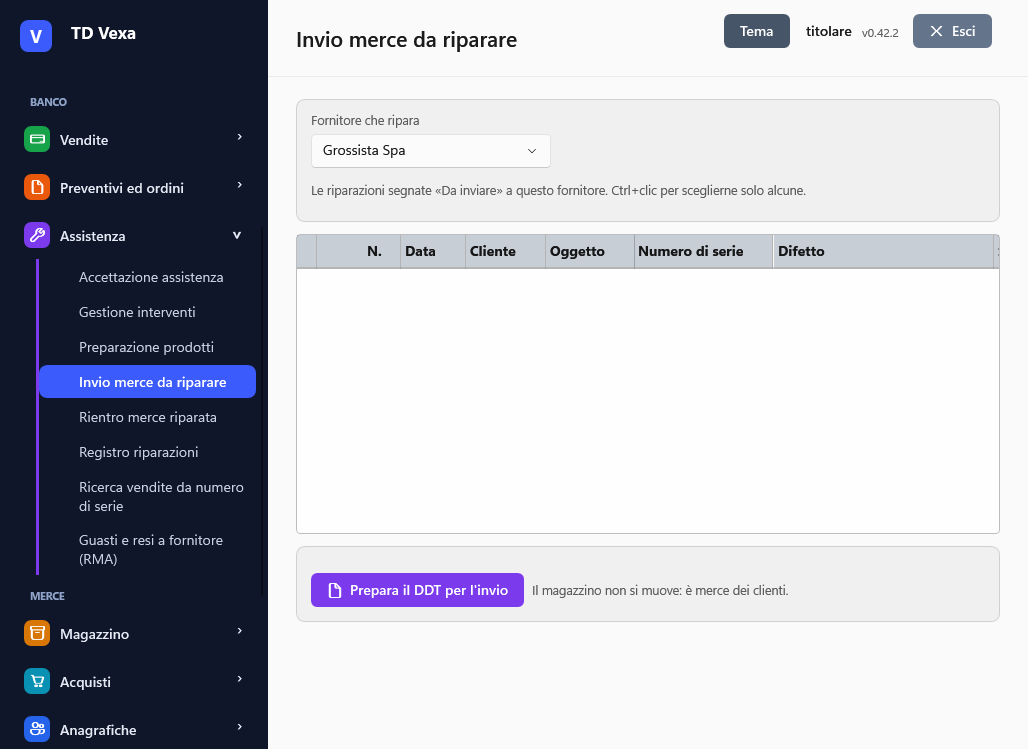 V
TD Vexa
BANCO
Vendite
Preventivi ed ordini
Assistenza
Accettazione assistenza
Gestione interventi
Preparazione prodotti
Invio merce da riparare
Rientro merce riparata
Registro riparazioni
Ricerca vendite da numero
di serie
Guasti e resi a fornitore
(RMA)
MERCE
Magazzino
Acquisti
Anagrafiche
Invio merce da riparare
Tema
titolare
v0.42.2
Esci
Fornitore che ripara
Grossista Spa
Le riparazioni segnate «Da inviare» a questo fornitore. Ctrl+clic per sceglierne solo alcune.
N. Data Cliente Oggetto Numero di serie Difetto
Prepara il DDT per l'invio
Il magazzino non si muove: è merce dei clienti.